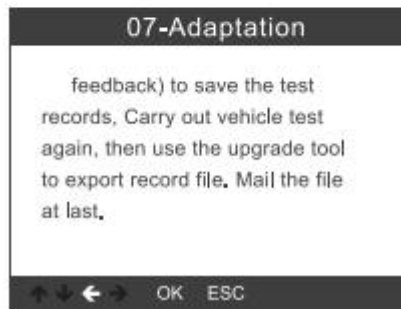 07-Adaptation
feedback) to save the test
records, Carry out vehicle test
again, then use the upgrade tool
to export record file. Mail the file
at last.
OK ESC